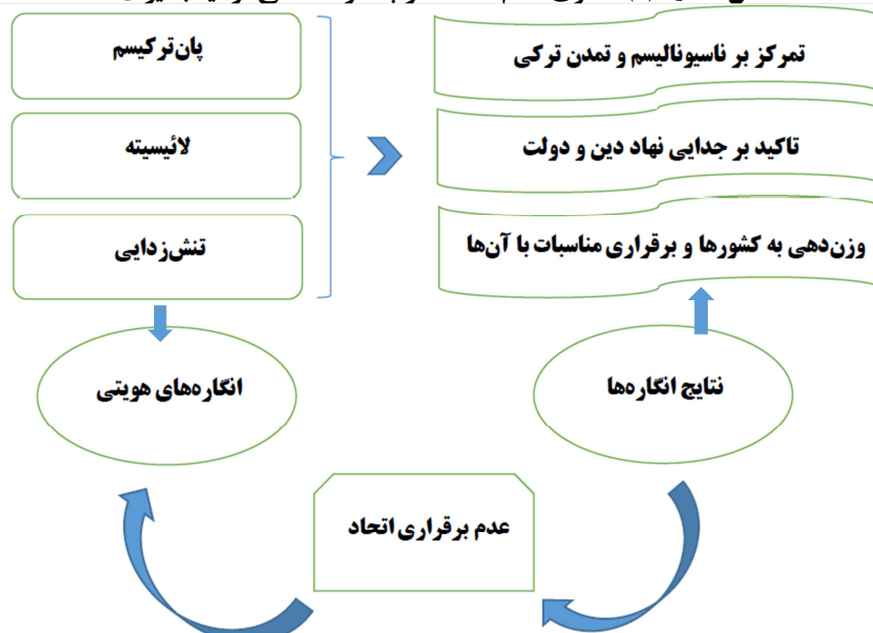 تمرکز بر ناسیونالیسم و تمدن ترکی
پان‌ترکیسم
تاکید بر جدایی نهاد دین و دولت
لائیسیته
وزن‌دهی به کشورها و برقراری مناسبات با آن‌ها
تنش‌زدایی
نتایج انگاره‌ها
انگاره‌های هویتی
عدم برقراری اتحاد